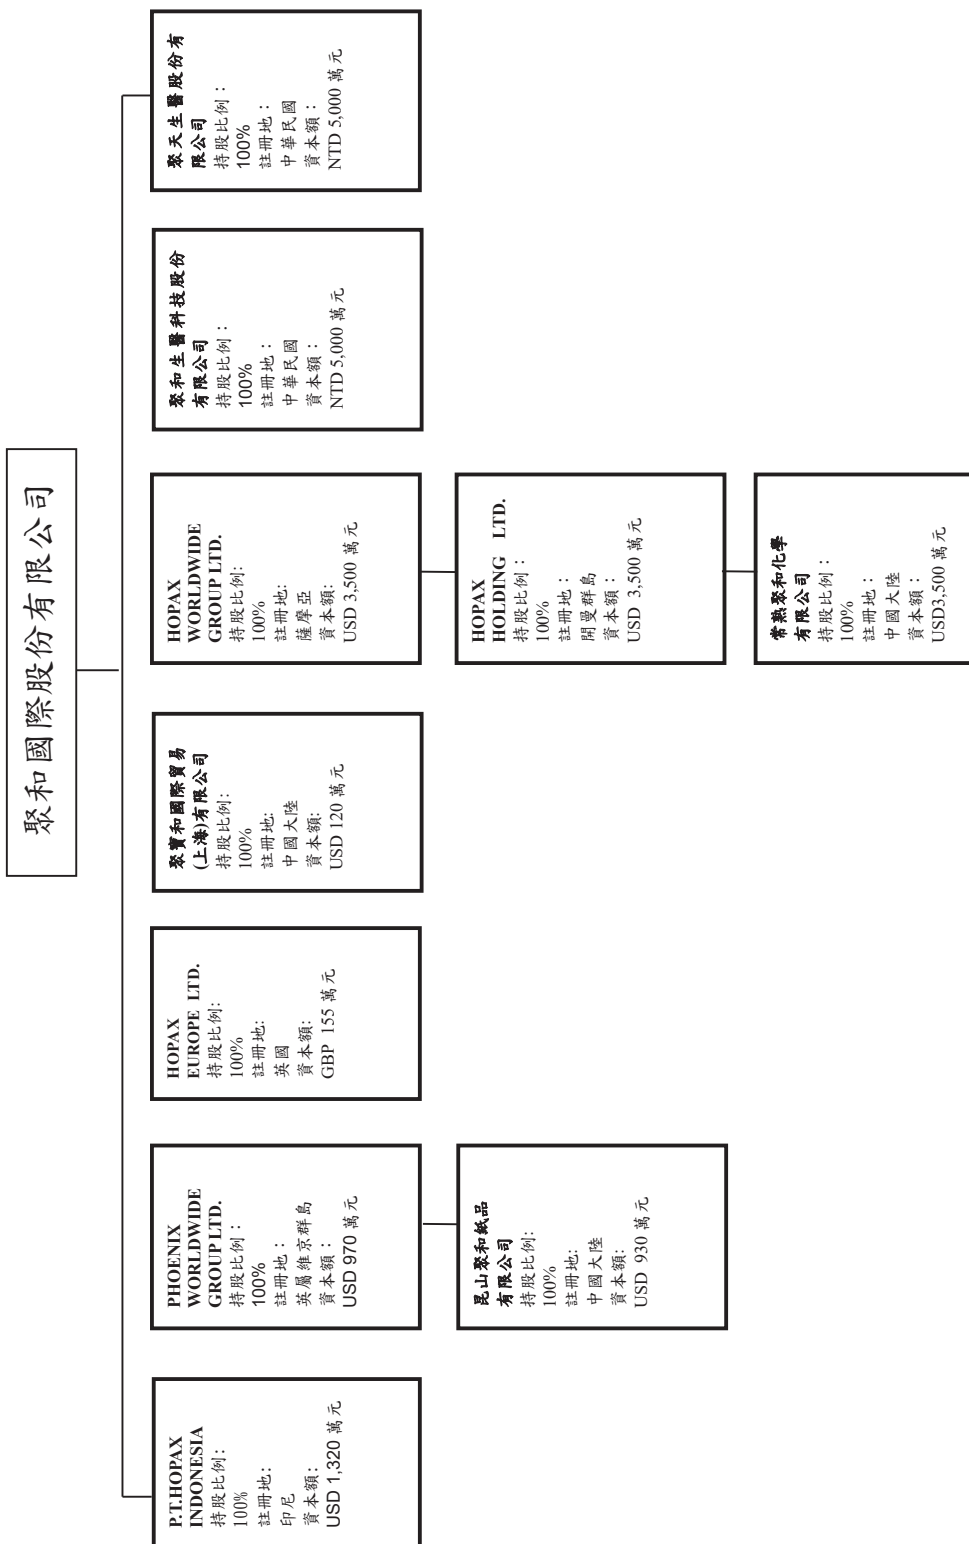 聚和國際股份有限公司
P.T.HOPAX
INDONESIA
持股比例:
100%
註冊地:
印尼
資本額:
USD 1,320 萬元
PHOENIX
WORLDWIDE
GROUP LTD.
持股比例：
100%
註冊地：
英屬維京群島
資本額：
USD 970 萬元
昆山聚和紙品
有限公司
持股比例:
100%
註冊地:
中國大陸
資本額:
USD 930 萬元
HOPAX
EUROPE LTD.
持股比例:
100%
註冊地:
英國
資本額:
GBP 155 萬元
聚寶和國際貿易
(上海)有限公司
持股比例:
100%
註冊地:
中國大陸
資本額:
USD 120 萬元
HOPAX
WORLDWIDE
GROUP LTD.
持股比例:
100%
註冊地:
薩摩亞
資本額:
USD 3,500 萬元
HOPAX
HOLDING LTD.
持股比例：
100%
註冊地：
開曼群島
資本額：
USD 3,500 萬元
常熟聚和化學
有限公司
持股比例：
100%
註冊地：
中國大陸
資本額：
USD3,500 萬元
聚和生醫科技股份
有限公司
持股比例：
100%
註冊地：
中華民國
資本額：
NTD 5,000 萬元
聚天生醫股份有
限公司
持股比例：
100%
註冊地：
中華民國
資本額：
NTD 5,000 萬元